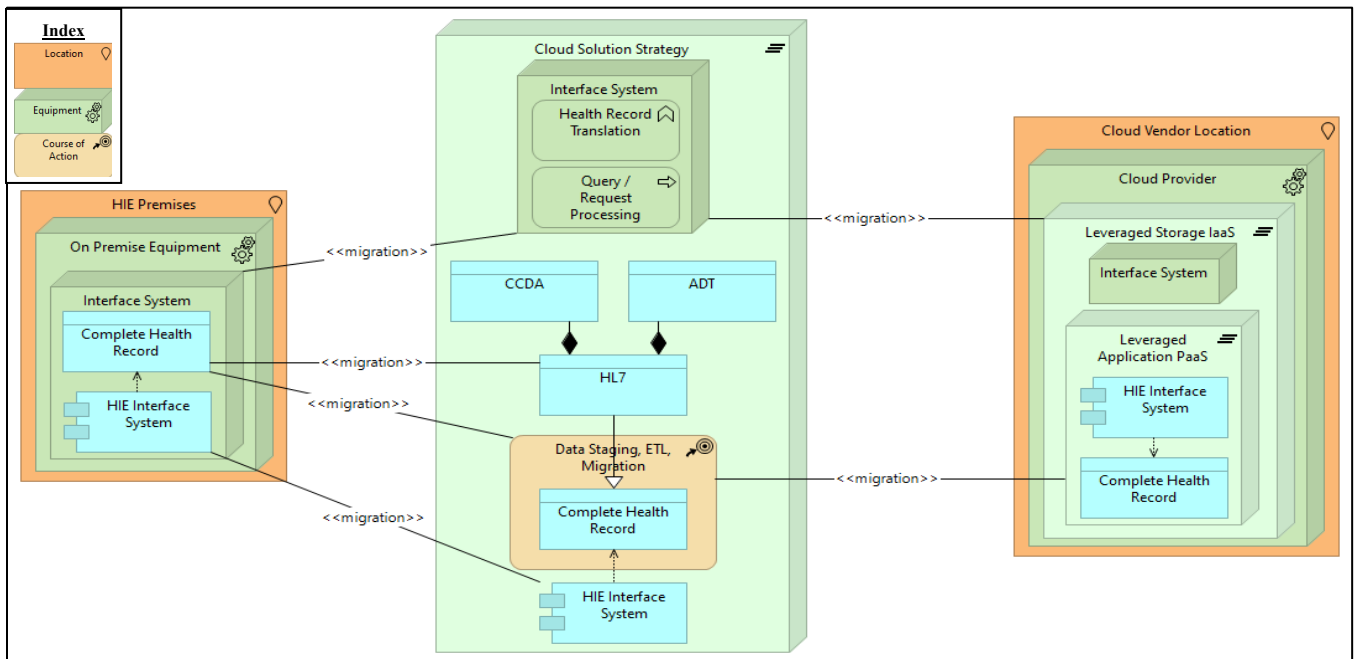 Index
Location
Equipment
Course of
Action
HIE Premises
On Premise Equipment
Interface System
Complete Health
Record
HIE Interface
System
<<migration>>
<<migration>>
<<migration>>
<<migration>>
Cloud Solution Strategy
Interface System
Health Record
Translation
Query /
Request
Processing
CCDA
ADT
HL7
Data Staging, ETL,
Migration
Complete Health
Record
HIE Interface
System
<<migration>>
<<migration>>
Cloud Vendor Location
Cloud Provider
Leveraged Storage IaaS
Interface System
Leveraged
Application PaaS
HIE Interface
System
Complete Health
Record